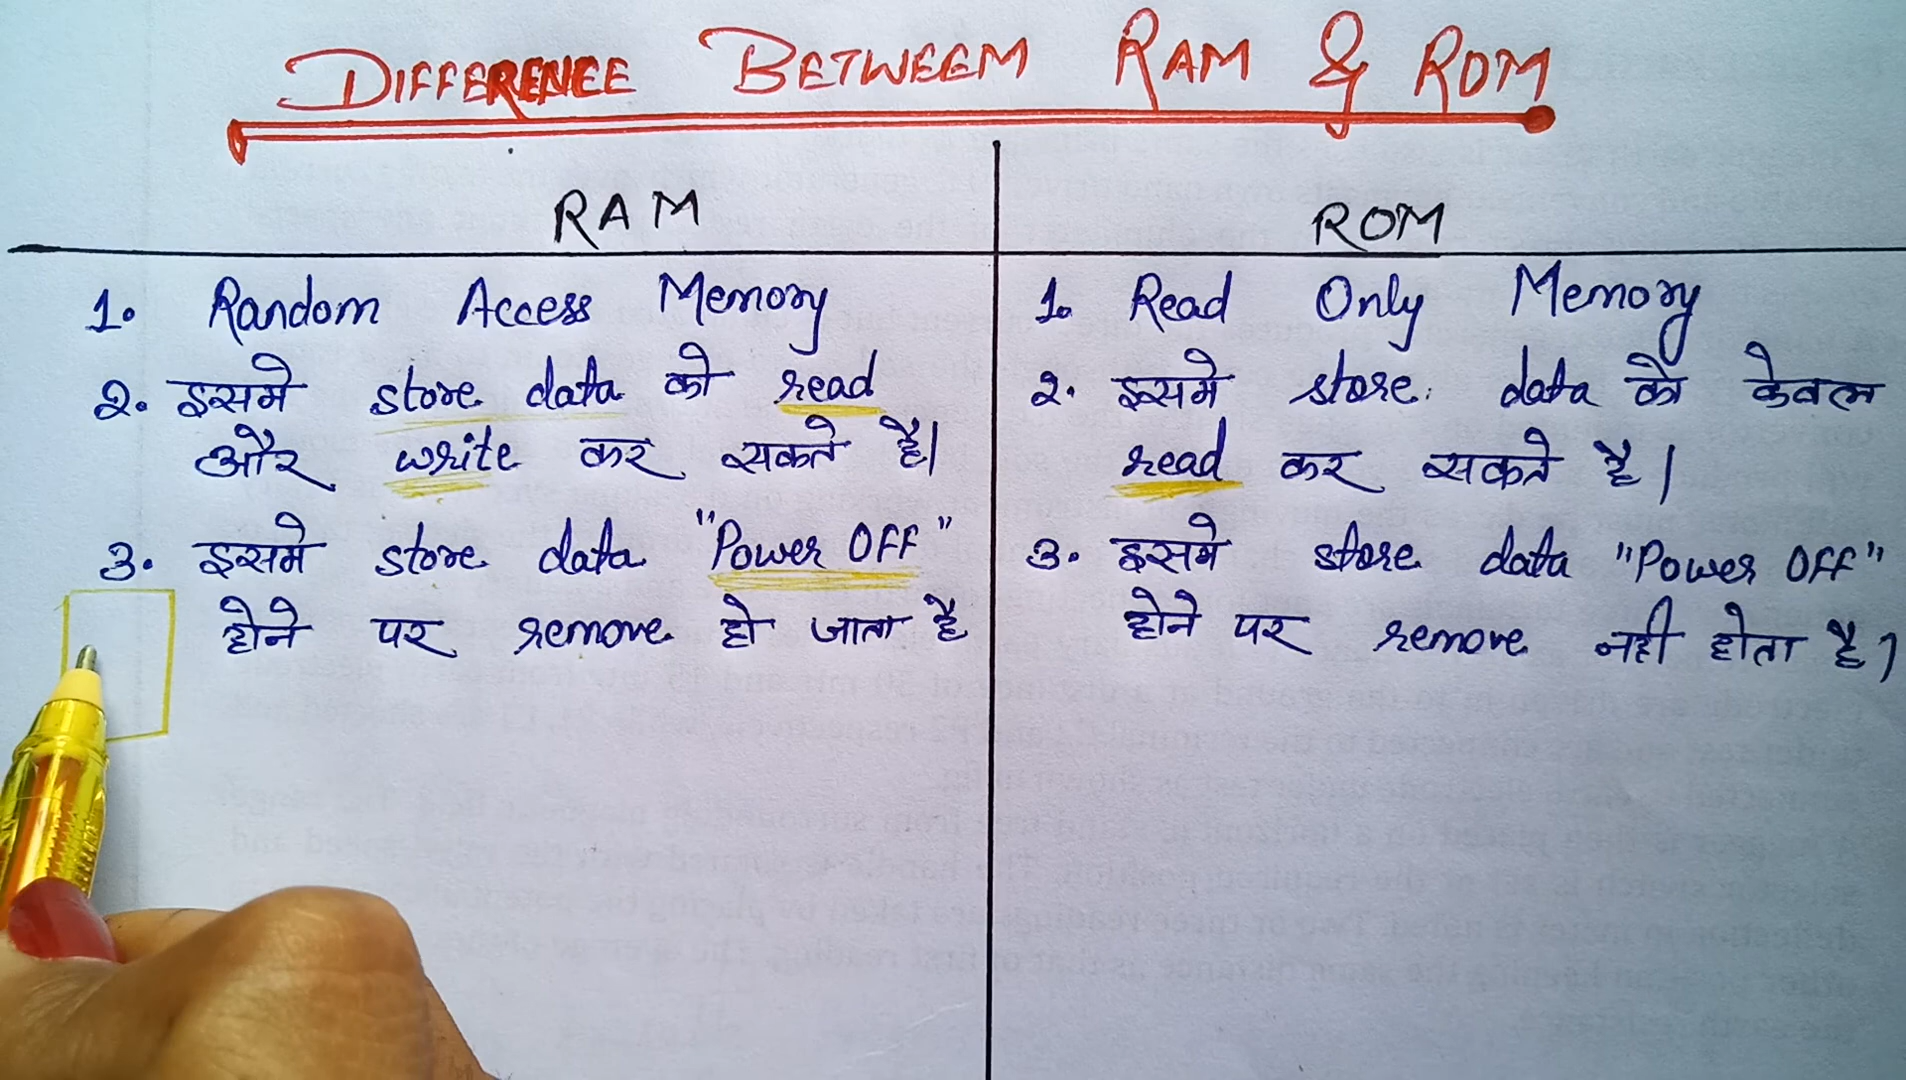 DIFFERENCE BETWEEM RAM & ROM
RAM
1. Random Access Memory
2. इसमे store data को read
और write कर सकते है।
3. इसमे store data "Power OFF"
होने पर remove हो जाता है
ROM
1. Read Only Memory
2. इसमे store data को केवल
read कर सकते है।
3. इसमे store data "Power OFF"
होने पर remove नही होता है।